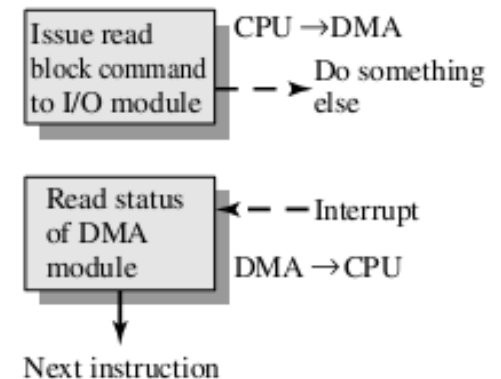 Issue read
block command
to I/O module
CPU →DMA
Do something
else
Read status
of DMA
module
Interrupt
DMA →CPU
Next instruction